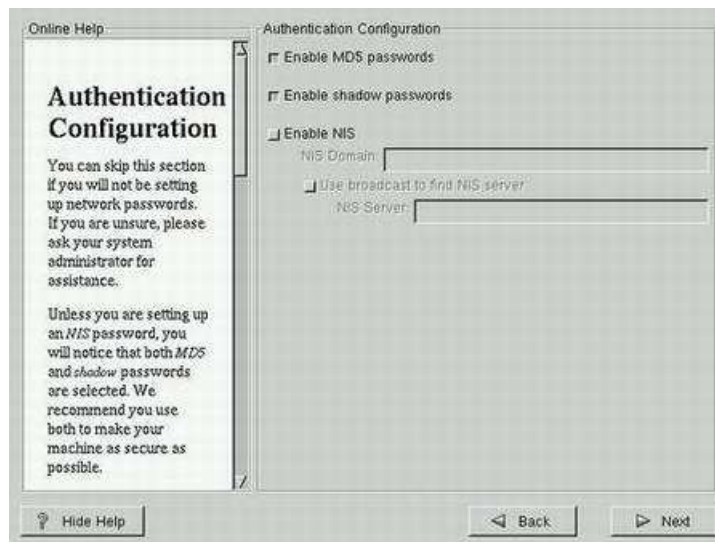 Online Help
Authentication
Configuration
You can skip this section
if you will not be setting
up network passwords.
If you are unsure, please
ask your system
administrator for
assistance.
Unless you are setting up
an NIS password, you
will notice that both MD5
and shadow passwords
are selected. We
recommend you use
both to make your
machine as secure as
possible.
Authentication Configuration
Enable MD5 passwords
Enable shadow passwords
Enable NIS
NIS Domain:
Use broadcast to find NIS server
NIS Server:
Hide Help
Back
Next